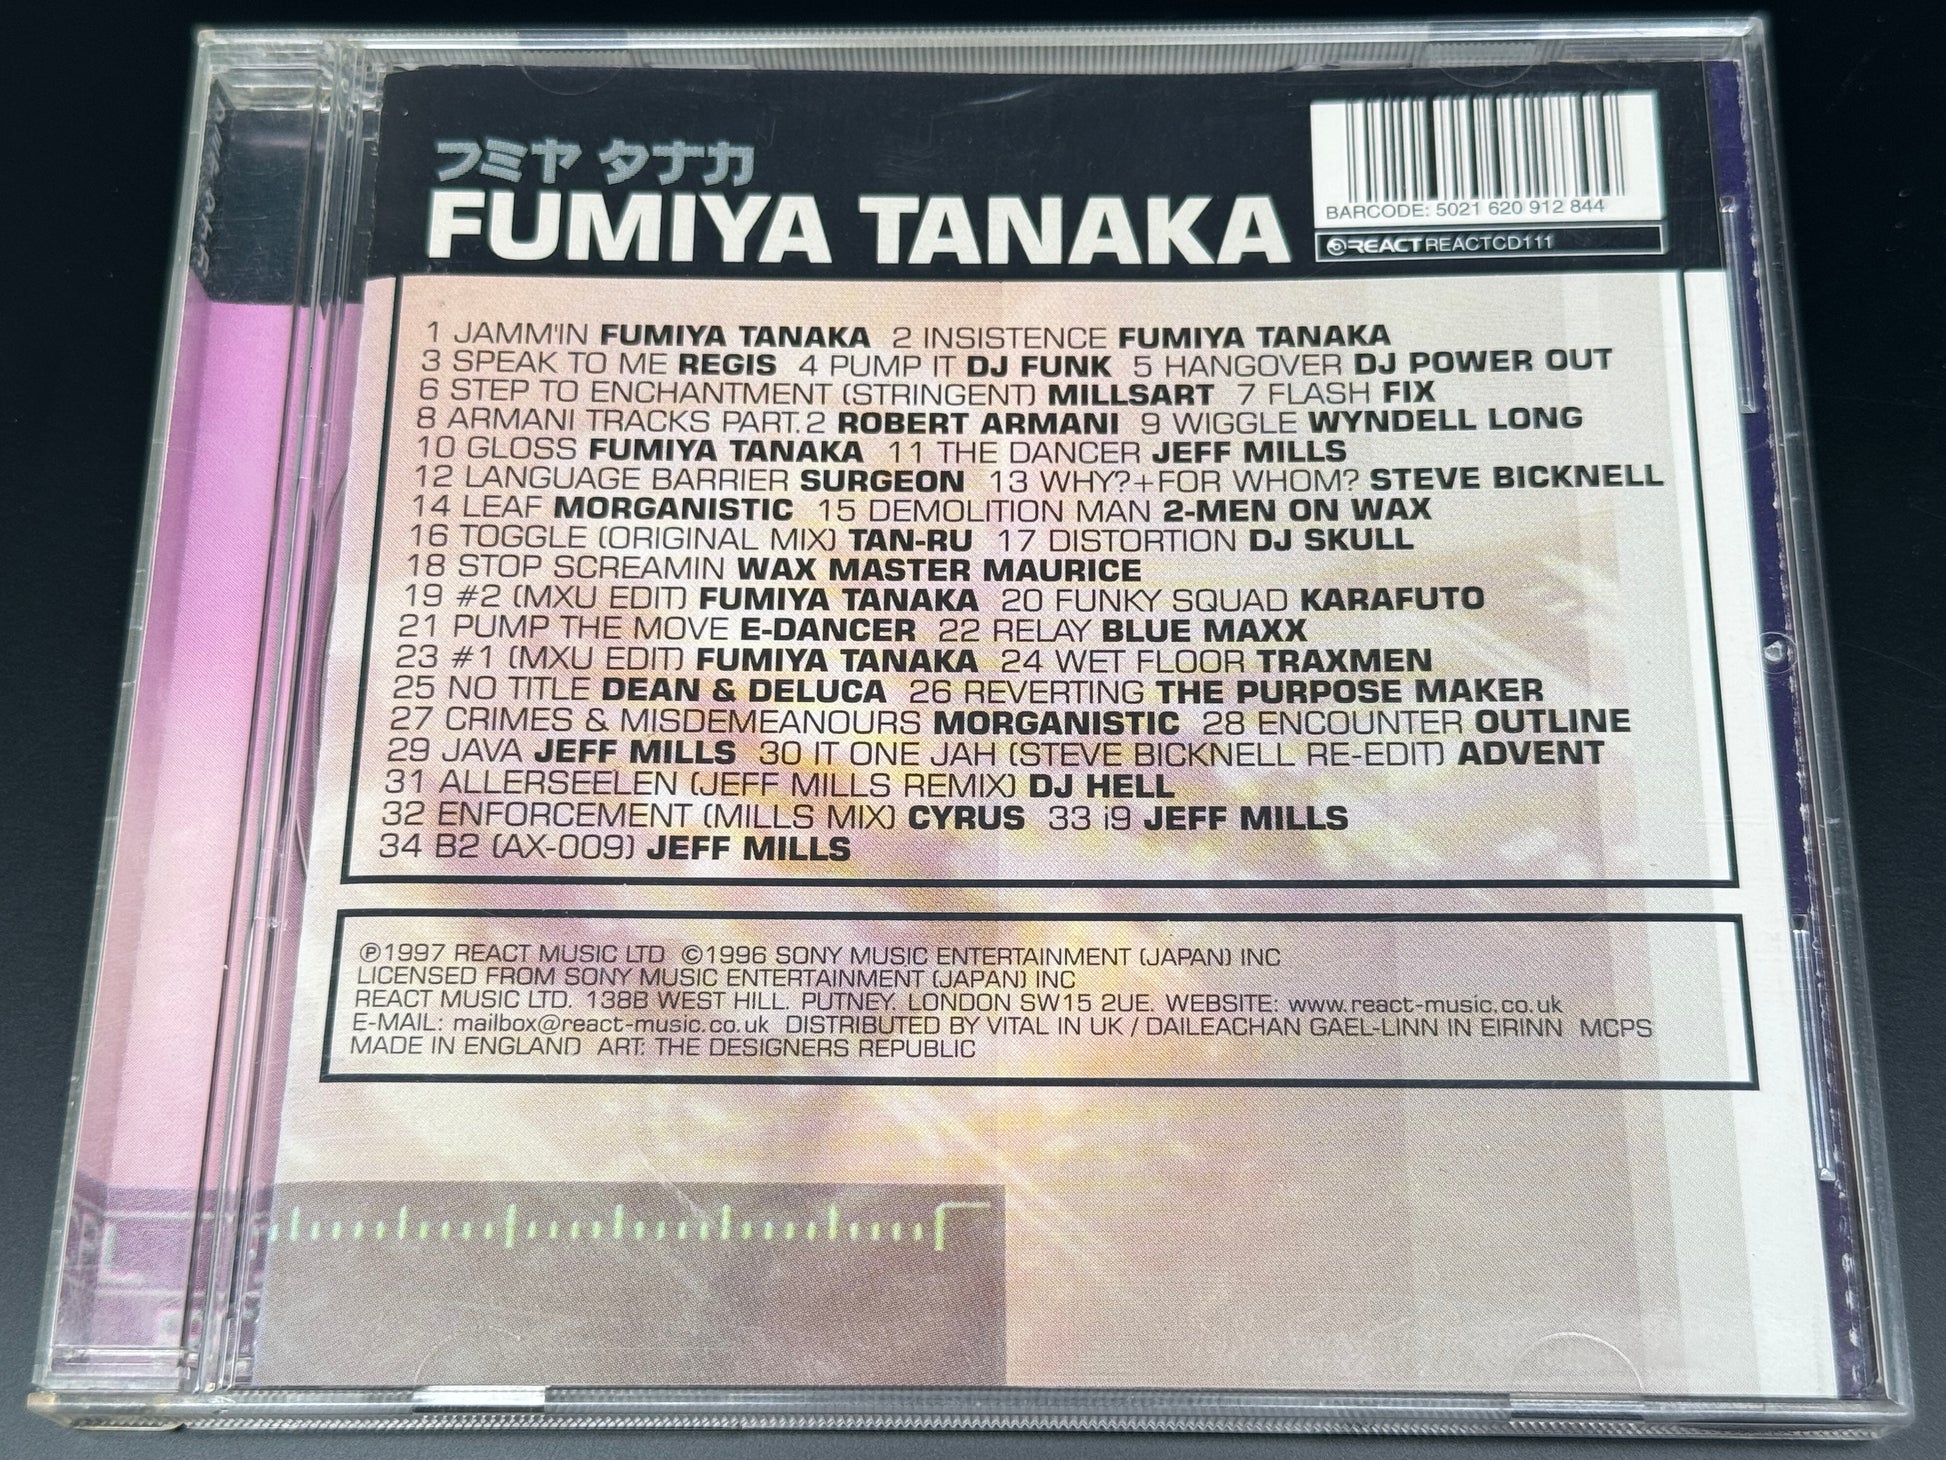 フミヤ タナカ
FUMIYA TANAKA
BARCODE: 5021 620 912 844
REACT REACTCD111
1 JAMM'IN FUMIYA TANAKA 2 INSISTENCE FUMIYA TANAKA
3 SPEAK TO ME REGIS 4 PUMP IT DJ FUNK 5 HANGOVER DJ POWER OUT
6 STEP TO ENCHANTMENT (STRINGENT) MILLSART 7 FLASH FIX
8 ARMANI TRACKS PART.2 ROBERT ARMANI 9 WIGGLE WYNDELL LONG
10 GLOSS FUMIYA TANAKA 11 THE DANCER JEFF MILLS
12 LANGUAGE BARRIER SURGEON 13 WHY?+FOR WHOM? STEVE BICKNELL
14 LEAF MORGANISTIC 15 DEMOLITION MAN 2-MEN ON WAX
16 TOGGLE (ORIGINAL MIX) TAN-RU 17 DISTORTION DJ SKULL
18 STOP SCREAMIN WAX MASTER MAURICE
19 #2 (MXU EDIT) FUMIYA TANAKA 20 FUNKY SQUAD KARAFUTO
21 PUMP THE MOVE E-DANCER 22 RELAY BLUE MAXX
23 #1 (MXU EDIT) FUMIYA TANAKA 24 WET FLOOR TRAXMEN
25 NO TITLE DEAN & DELUCA 26 REVERTING THE PURPOSE MAKER
27 CRIMES & MISDEMEANOURS MORGANISTIC 28 ENCOUNTER OUTLINE
29 JAVA JEFF MILLS 30 IT ONE JAH (STEVE BICKNELL RE-EDIT) ADVENT
31 ALLERSEELEN (JEFF MILLS REMIX) DJ HELL
32 ENFORCEMENT (MILLS MIX) CYRUS 33 i9 JEFF MILLS
34 B2 (AX-009) JEFF MILLS
℗1997 REACT MUSIC LTD ©1996 SONY MUSIC ENTERTAINMENT (JAPAN) INC
LICENSED FROM SONY MUSIC ENTERTAINMENT (JAPAN) INC
REACT MUSIC LTD. 138B WEST HILL. PUTNEY. LONDON SW15 2UE. WEBSITE: www.react-music.co.uk
E-MAIL: mailbox@react-music.co.uk DISTRIBUTED BY VITAL IN UK / DAILEACHAN GAEL-LINN IN EIRINN MCPS
MADE IN ENGLAND ART: THE DESIGNERS REPUBLIC